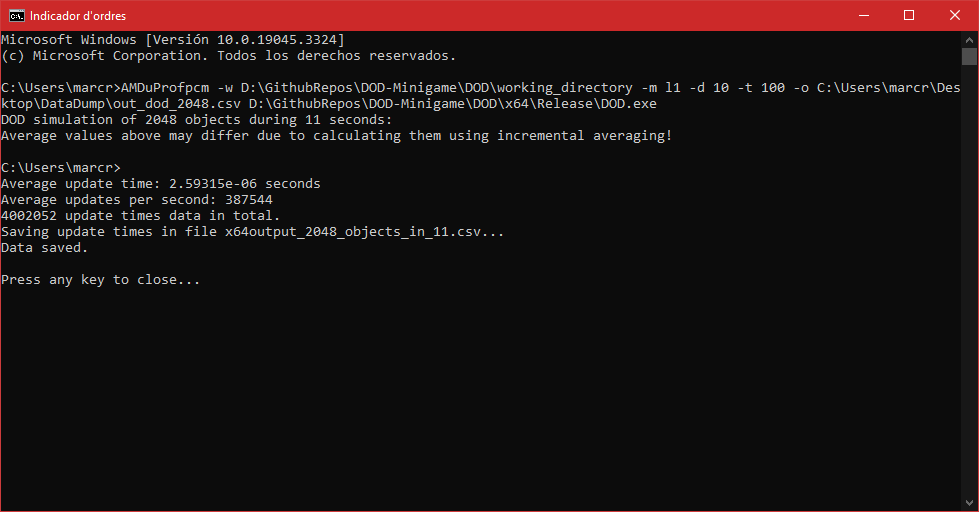 Indicador d'ordres
Microsoft Windows [Versión 10.0.19045.3324]
(c) Microsoft Corporation. Todos los derechos reservados.
C:\Users\marcr>AMDuProfpcm -w D:\GithubRepos\DOD-Minigame\DOD\working_directory -m l1 -d 10 -t 100 -o C:\Users\marcr\Des
ktop\DataDump\out_dod_2048.csv D:\GithubRepos\DOD-Minigame\DOD\x64\Release\DOD.exe
DOD simulation of 2048 objects during 11 seconds:
Average values above may differ due to calculating them using incremental averaging!
C:\Users\marcr>
Average update time: 2.59315e-06 seconds
Average updates per second: 387544
4002052 update times data in total.
Saving update times in file x64output_2048_objects_in_11.csv...
Data saved.
Press any key to close...